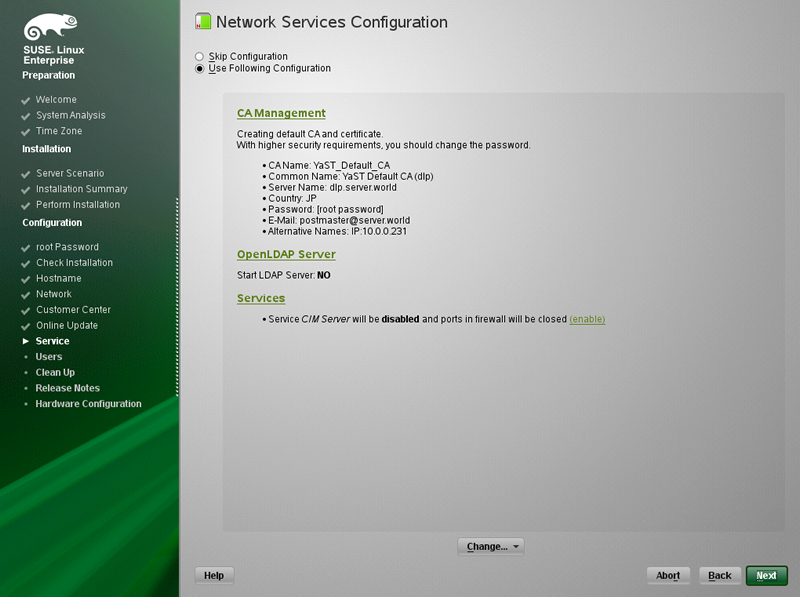 SUSE® Linux
Enterprise
Preparation
Welcome
System Analysis
Time Zone
Installation
Server Scenario
Installation Summary
Perform Installation
Configuration
root Password
Check Installation
Hostname
Network
Customer Center
Online Update
Service
Users
Clean Up
Release Notes
Hardware Configuration
Network Services Configuration
Skip Configuration
Use Following Configuration
CA Management
Creating default CA and certificate.
With higher security requirements, you should change the password.
• CA Name: YaST_Default_CA
• Common Name: YaST Default CA (dlp)
• Server Name: dlp.server.world
• Country: JP
• Password: [root password]
• E-Mail: postmaster@server.world
• Alternative Names: IP:10.0.0.231
OpenLDAP Server
Start LDAP Server: NO
Services
• Service CIM Server will be disabled and ports in firewall will be closed (enable)
Change...
Help
Abort
Back
Next